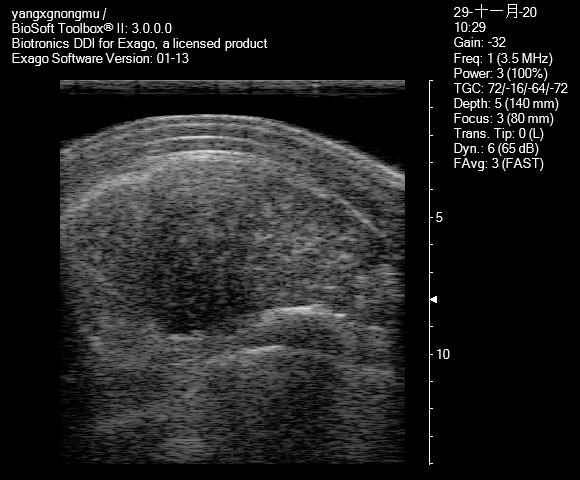 yangxgnongmu /
BioSoft Toolbox® II: 3.0.0.0
Biotronics DDI for Exago, a licensed product
Exago Software Version: 01-13
29-十一月-20
10:29
Gain: -32
Freq: 1 (3.5 MHz)
Power: 3 (100%)
TGC: 72/-16/-64/-72
Depth: 5 (140 mm)
Focus: 3 (80 mm)
Trans. Tip: 0 (L)
Dyn.: 6 (65 dB)
FAvg: 3 (FAST)
5
10